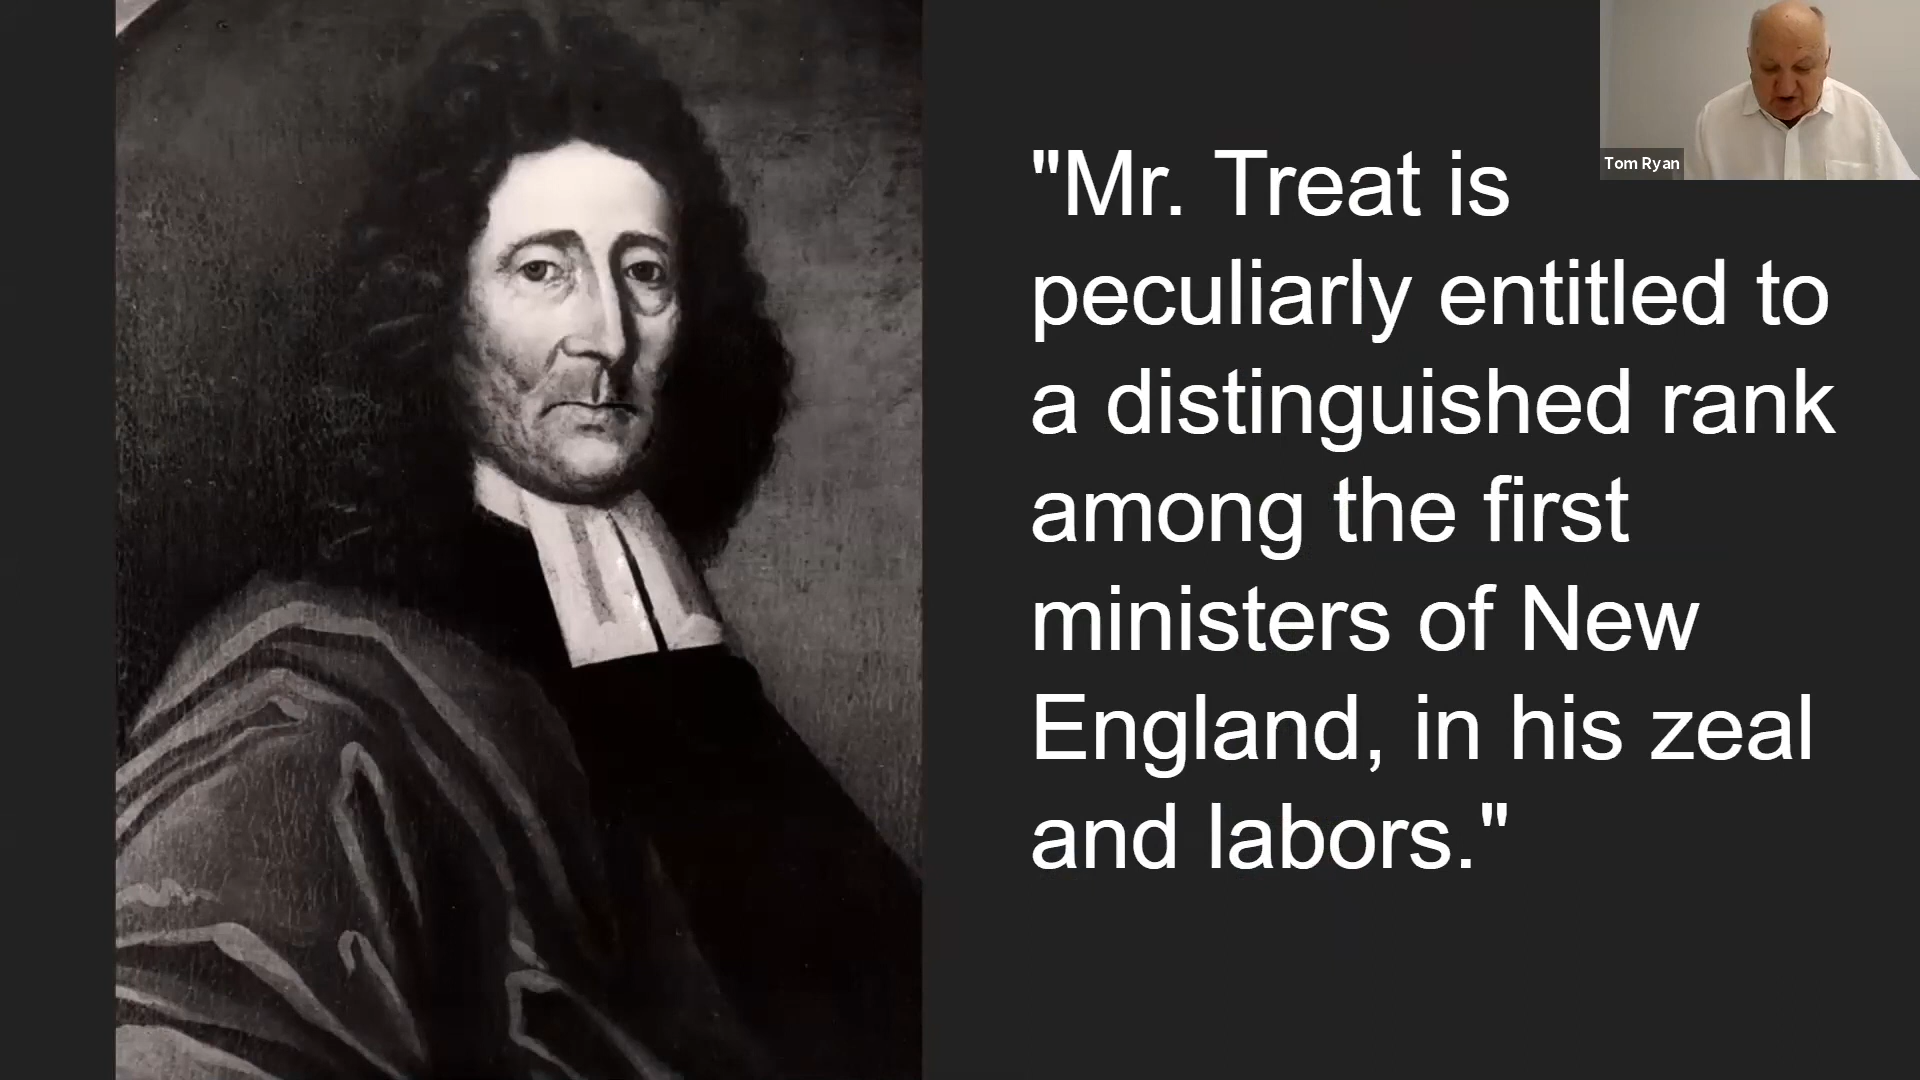 "Mr. Treat is
peculiarly entitled to
a distinguished rank
among the first
ministers of New
England, in his zeal
and labors."
Tom Ryan